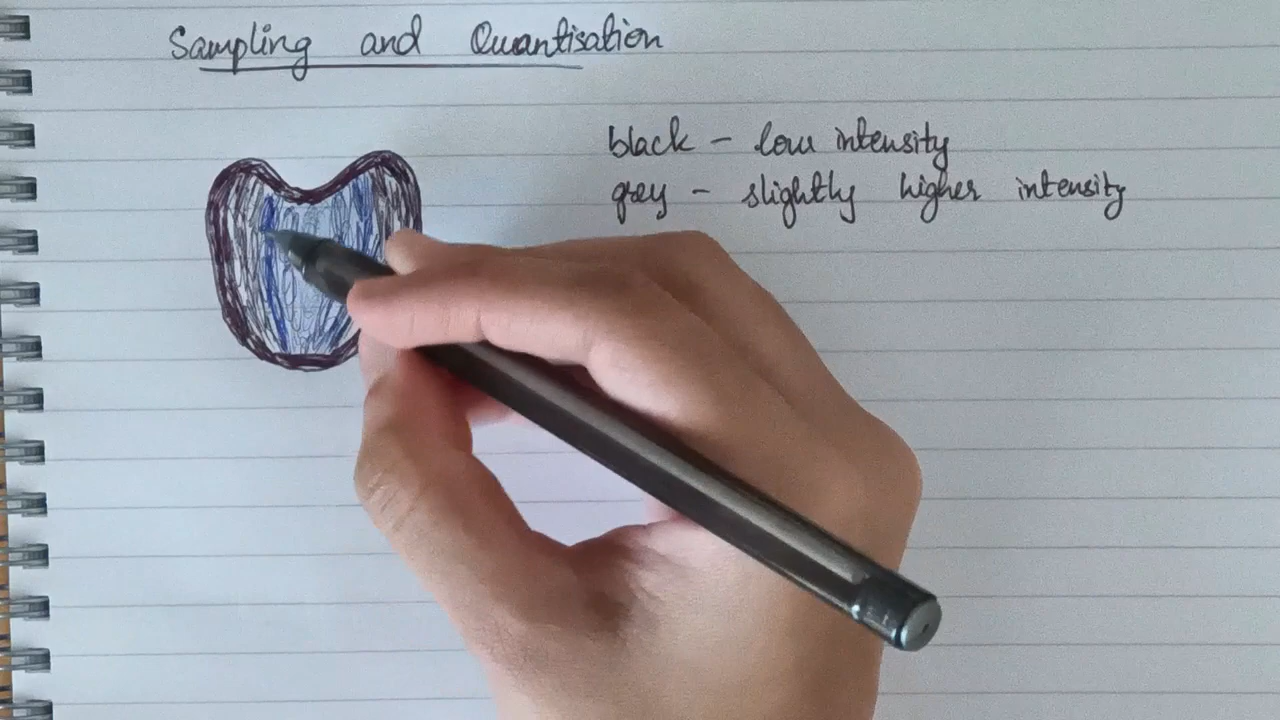 Sampling and Quantisation
black - low intensity
grey - slightly higher intensity